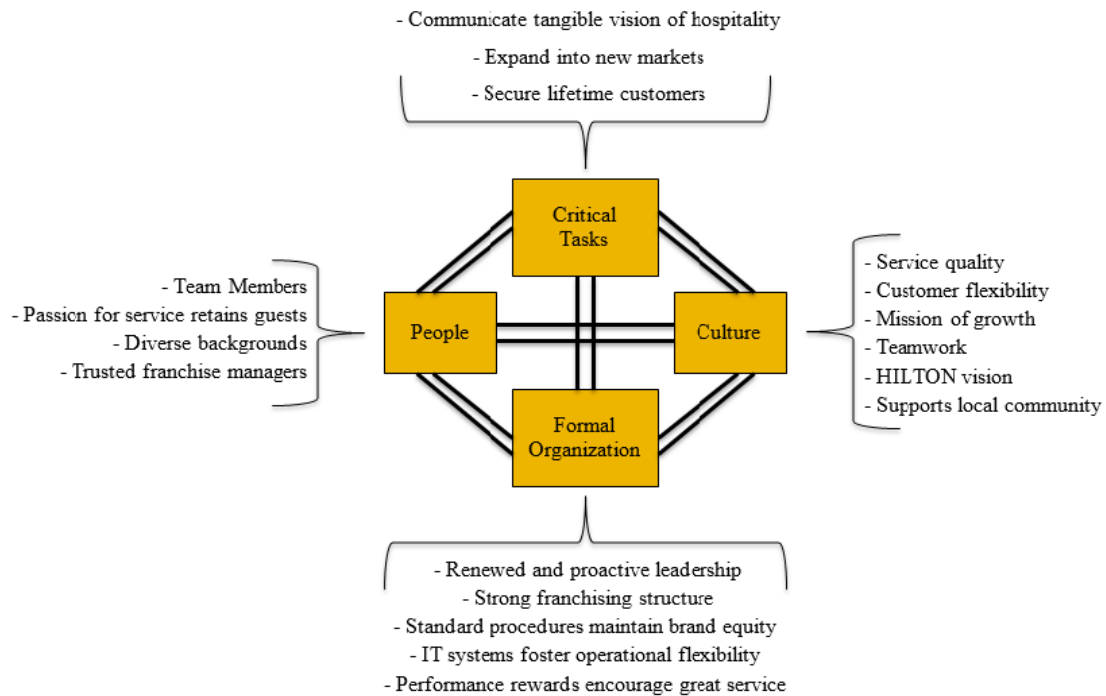 - Communicate tangible vision of hospitality
- Expand into new markets
- Secure lifetime customers
Critical
Tasks
- Team Members
- Passion for service retains guests
- Diverse backgrounds
- Trusted franchise managers
People
Culture
- Service quality
- Customer flexibility
- Mission of growth
- Teamwork
- HILTON vision
- Supports local community
Formal
Organization
- Renewed and proactive leadership
- Strong franchising structure
- Standard procedures maintain brand equity
- IT systems foster operational flexibility
- Performance rewards encourage great service